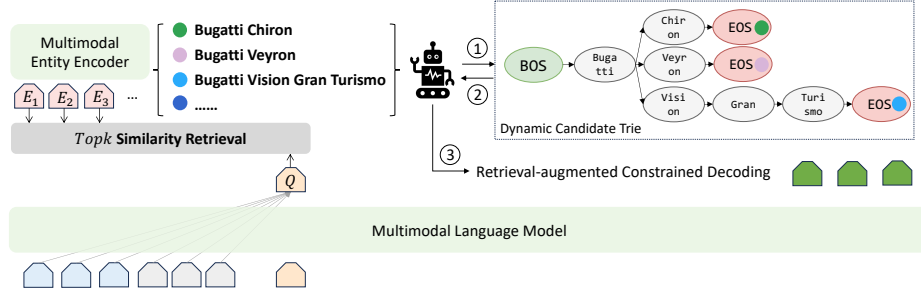 Multimodal
Entity Encoder
E1 E2 E3 ...
Topk Similarity Retrieval
Q
Bugatti Chiron
Bugatti Veyron
Bugatti Vision Gran Turismo
......
1
2
3
BOS
Buga
tti
Chir
on
EOS
Veyr
on
EOS
Visi
on
Gran
Turi
smo
EOS
Dynamic Candidate Trie
Retrieval-augmented Constrained Decoding
Multimodal Language Model